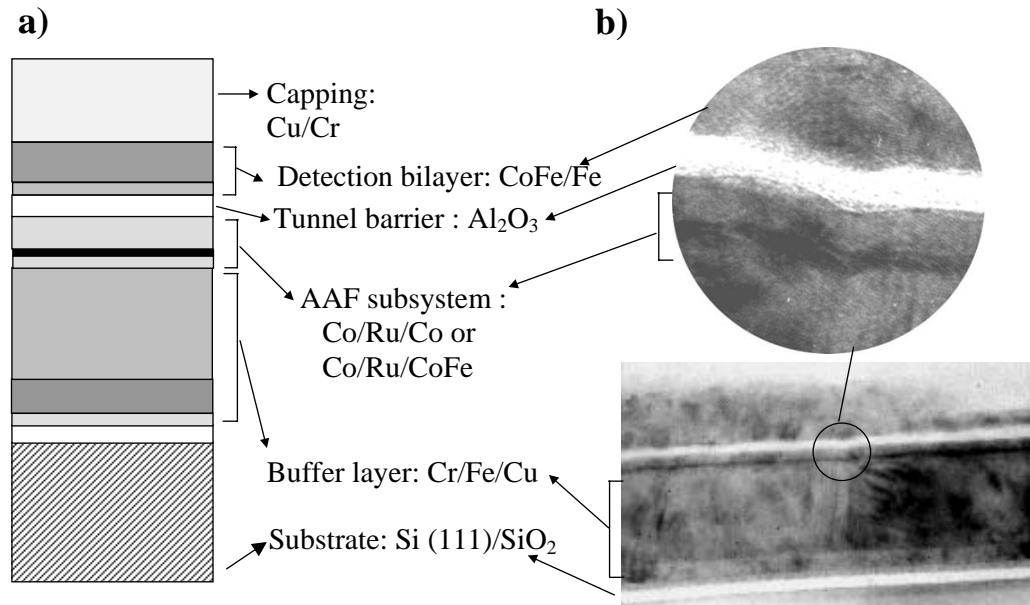 a)
b)
Capping:
Cu/Cr
Detection bilayer: CoFe/Fe
Tunnel barrier : Al₂O₃
AAF subsystem :
Co/Ru/Co or
Co/Ru/CoFe
Buffer layer: Cr/Fe/Cu
Substrate: Si (111)/SiO₂